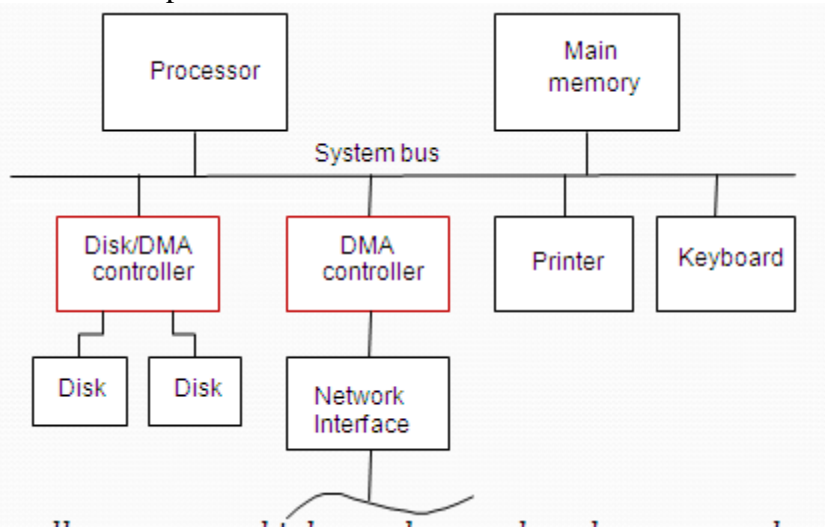 Processor
Main
memory
System bus
Disk/DMA
controller
DMA
controller
Printer
Keyboard
Disk
Disk
Network
Interface